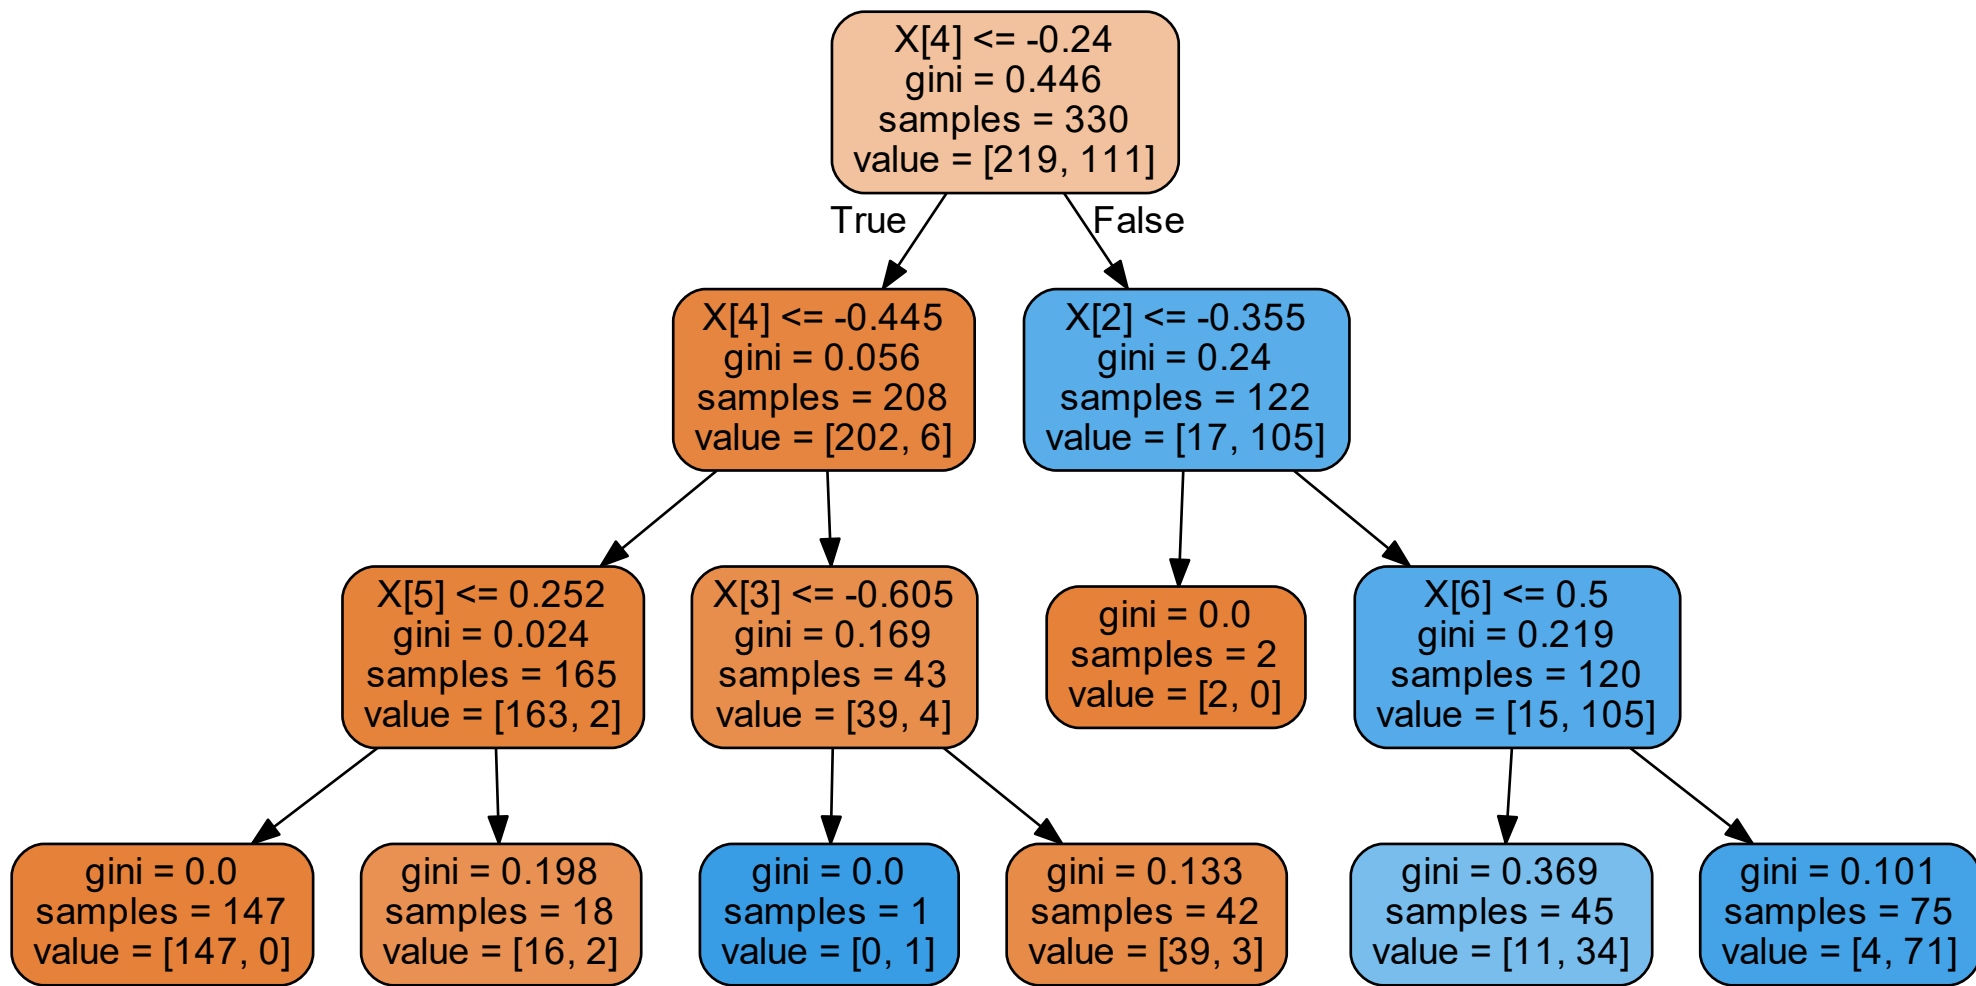 X[4] <= -0.24
gini = 0.446
samples = 330
value = [219, 111]
True
False
X[4] <= -0.445
gini = 0.056
samples = 208
value = [202, 6]
X[2] <= -0.355
gini = 0.24
samples = 122
value = [17, 105]
X[5] <= 0.252
gini = 0.024
samples = 165
value = [163, 2]
X[3] <= -0.605
gini = 0.169
samples = 43
value = [39, 4]
gini = 0.0
samples = 2
value = [2, 0]
X[6] <= 0.5
gini = 0.219
samples = 120
value = [15, 105]
gini = 0.0
samples = 147
value = [147, 0]
gini = 0.198
samples = 18
value = [16, 2]
gini = 0.0
samples = 1
value = [0, 1]
gini = 0.133
samples = 42
value = [39, 3]
gini = 0.369
samples = 45
value = [11, 34]
gini = 0.101
samples = 75
value = [4, 71]